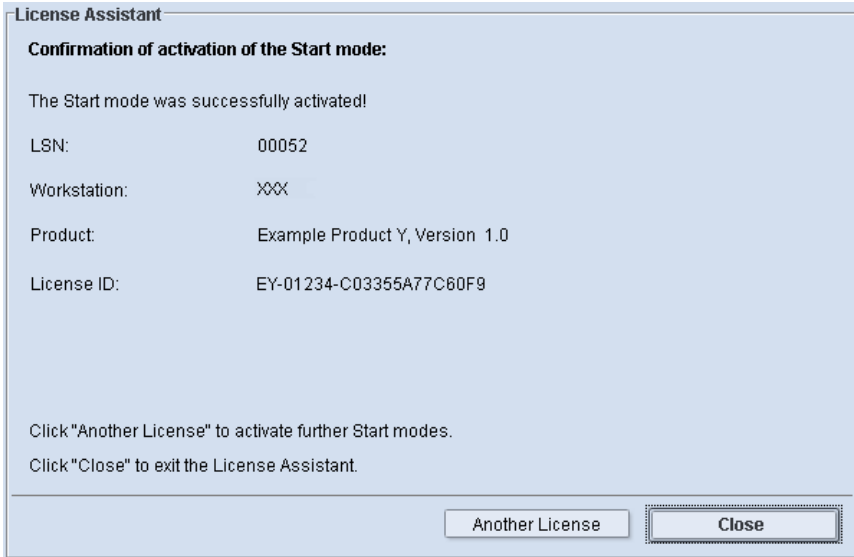 License Assistant
Confirmation of activation of the Start mode:
The Start mode was successfully activated!
LSN: 00052
Workstation: XXX
Product: Example Product Y, Version 1.0
License ID: EY-01234-C03355A77C60F9
Click "Another License" to activate further Start modes.
Click "Close" to exit the License Assistant.
Another License Close